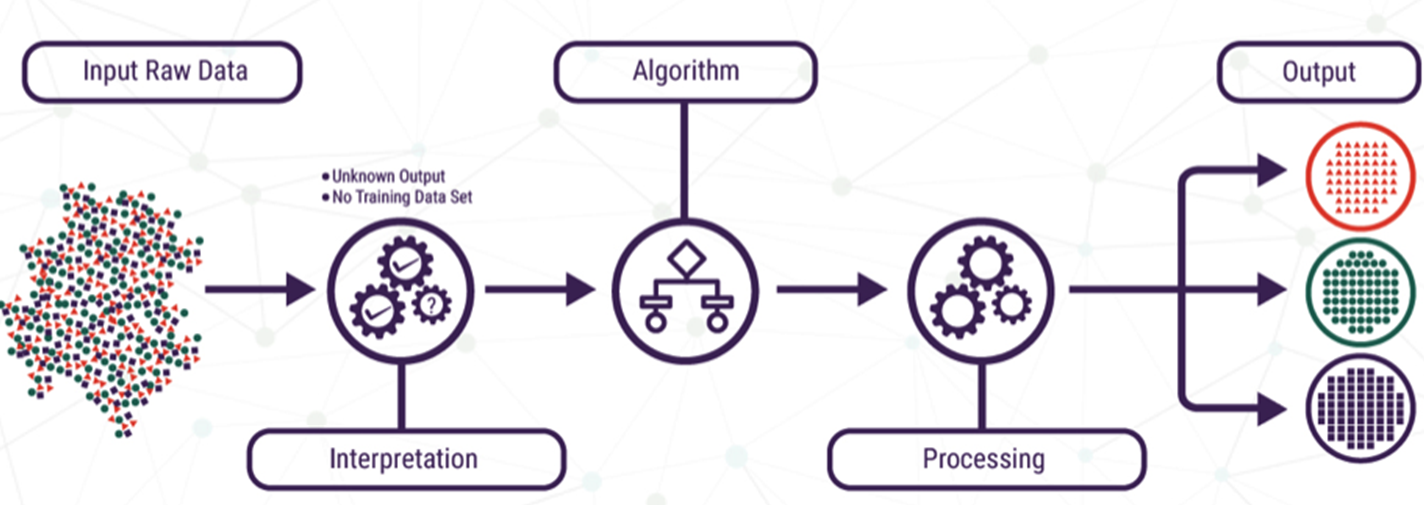 Input Raw Data
Algorithm
Output
• Unknown Output
• No Training Data Set
?
Interpretation
Processing